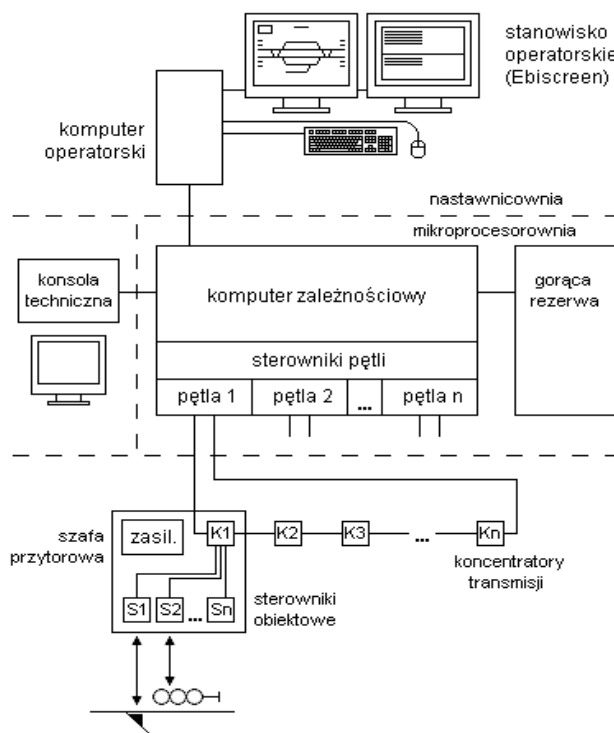 stanowisko
operatorskie
(Ebiscreen)
komputer
operatorski
nastawnicownia
mikroprocesorownia
konsola
techniczna
komputer zależnościowy
gorąca
rezerwa
sterowniki pętli
pętla 1
pętla 2
...
pętla n
szafa
przytorowa
zasil.
K1
K2
K3
...
Kn
koncentratory
transmisji
S1
S2
...
Sn
sterowniki
obiektowe